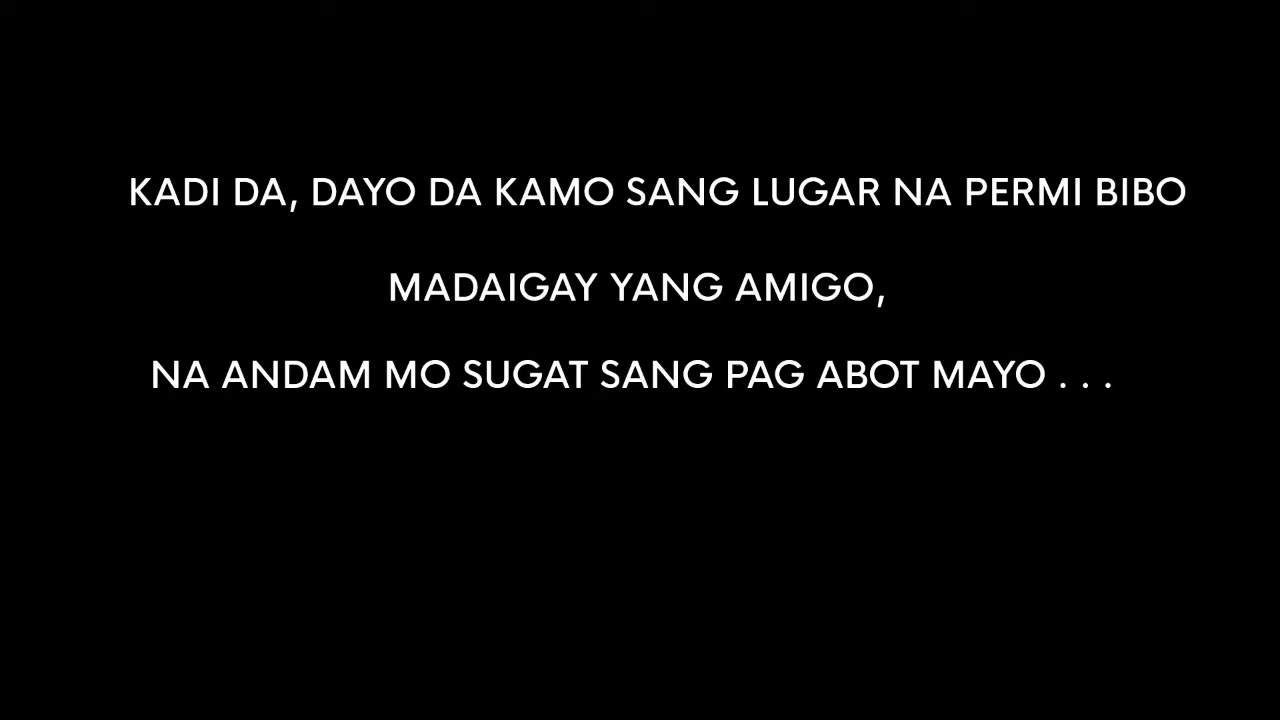 KADI DA, DAYO DA KAMO SANG LUGAR NA PERMI BIBO
MADAIGAY YANG AMIGO,
NA ANDAM MO SUGAT SANG PAG ABOT MAYO . . .